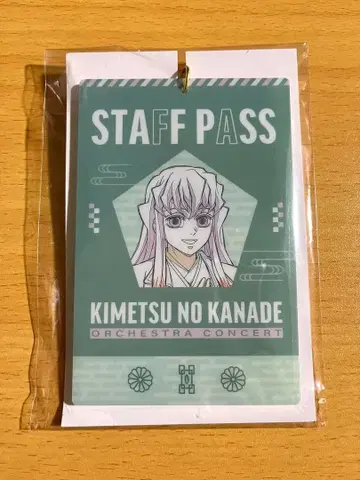 STAFF PASS
KIMETSU NO KANADE
ORCHESTRA CONCERT